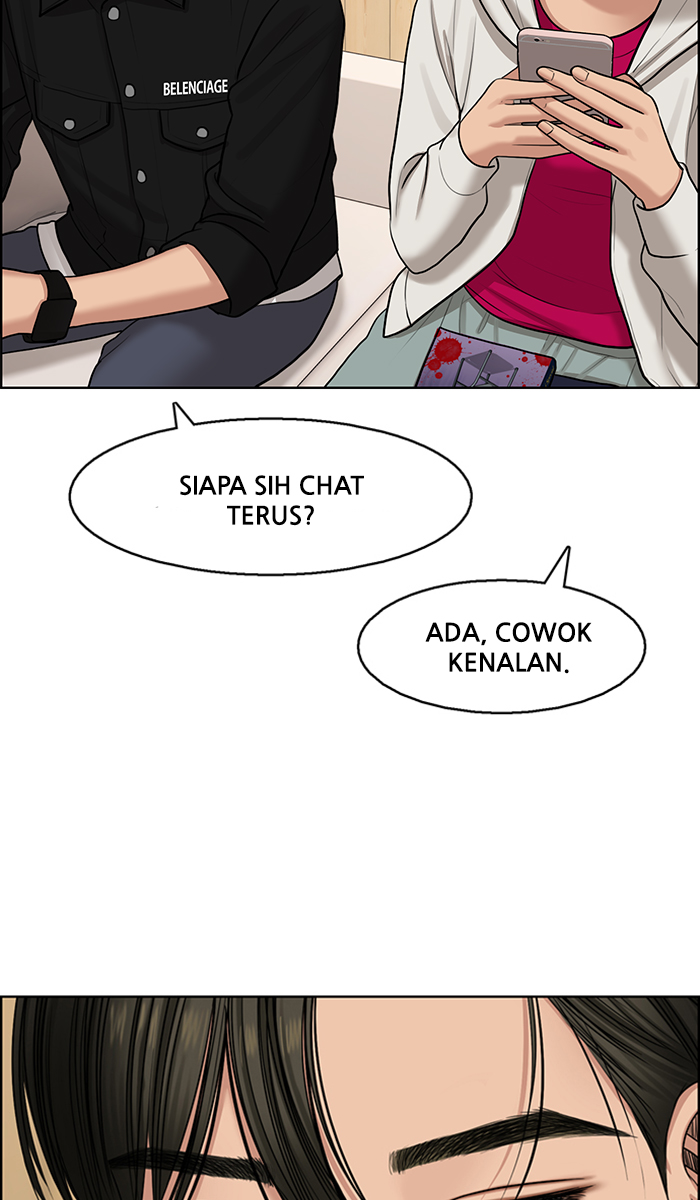 BELENCIAGE
SIAPA SIH CHAT
TERUS?
ADA, COWOK
KENALAN.